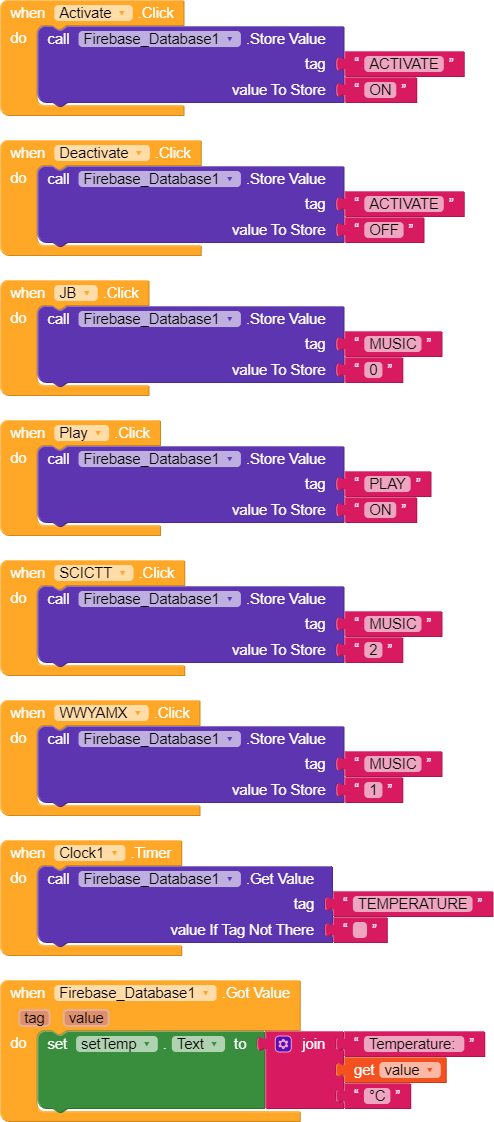 when Activate .Click
do call Firebase_Database1 .Store Value
tag " ACTIVATE "
value To Store " ON "
when Deactivate .Click
do call Firebase_Database1 .Store Value
tag " ACTIVATE "
value To Store " OFF "
when JB .Click
do call Firebase_Database1 .Store Value
tag " MUSIC "
value To Store " 0 "
when Play .Click
do call Firebase_Database1 .Store Value
tag " PLAY "
value To Store " ON "
when SCICTT .Click
do call Firebase_Database1 .Store Value
tag " MUSIC "
value To Store " 2 "
when WWYAMX .Click
do call Firebase_Database1 .Store Value
tag " MUSIC "
value To Store " 1 "
when Clock1 .Timer
do call Firebase_Database1 .Get Value
tag " TEMPERATURE "
value If Tag Not There " "
when Firebase_Database1 .Got Value
tag value
do set setTemp . Text to join " Temperature: "
get value
" °C "